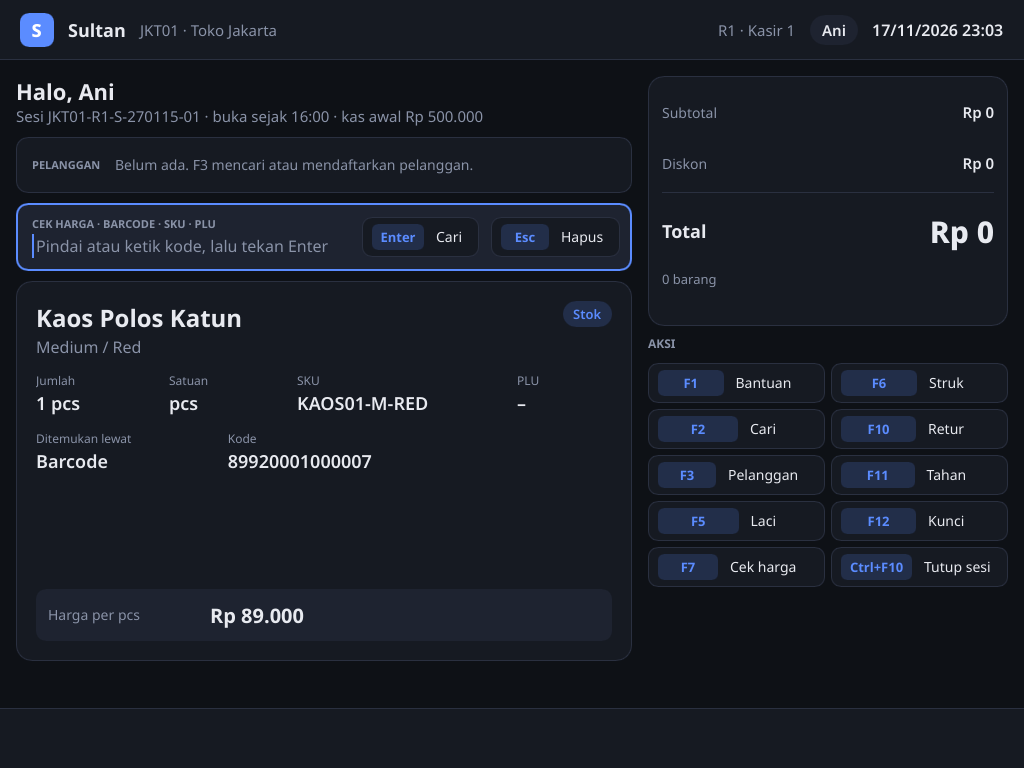 S Sultan JKT01 · Toko Jakarta R1 · Kasir 1 Ani 17/11/2026 23:03
Halo, Ani
Sesi JKT01-R1-S-270115-01 · buka sejak 16:00 · kas awal Rp 500.000
PELANGGAN Belum ada. F3 mencari atau mendaftarkan pelanggan.
CEK HARGA · BARCODE · SKU · PLU
Pindai atau ketik kode, lalu tekan Enter
Enter Cari
Esc Hapus
Kaos Polos Katun
Stok
Medium / Red
Jumlah Satuan SKU PLU
1 pcs pcs KAOS01-M-RED –
Ditemukan lewat Kode
Barcode 89920001000007
Harga per pcs Rp 89.000
Subtotal Rp 0
Diskon Rp 0
Total Rp 0
0 barang
AKSI
F1 Bantuan F6 Struk
F2 Cari F10 Retur
F3 Pelanggan F11 Tahan
F5 Laci F12 Kunci
F7 Cek harga Ctrl+F10 Tutup sesi